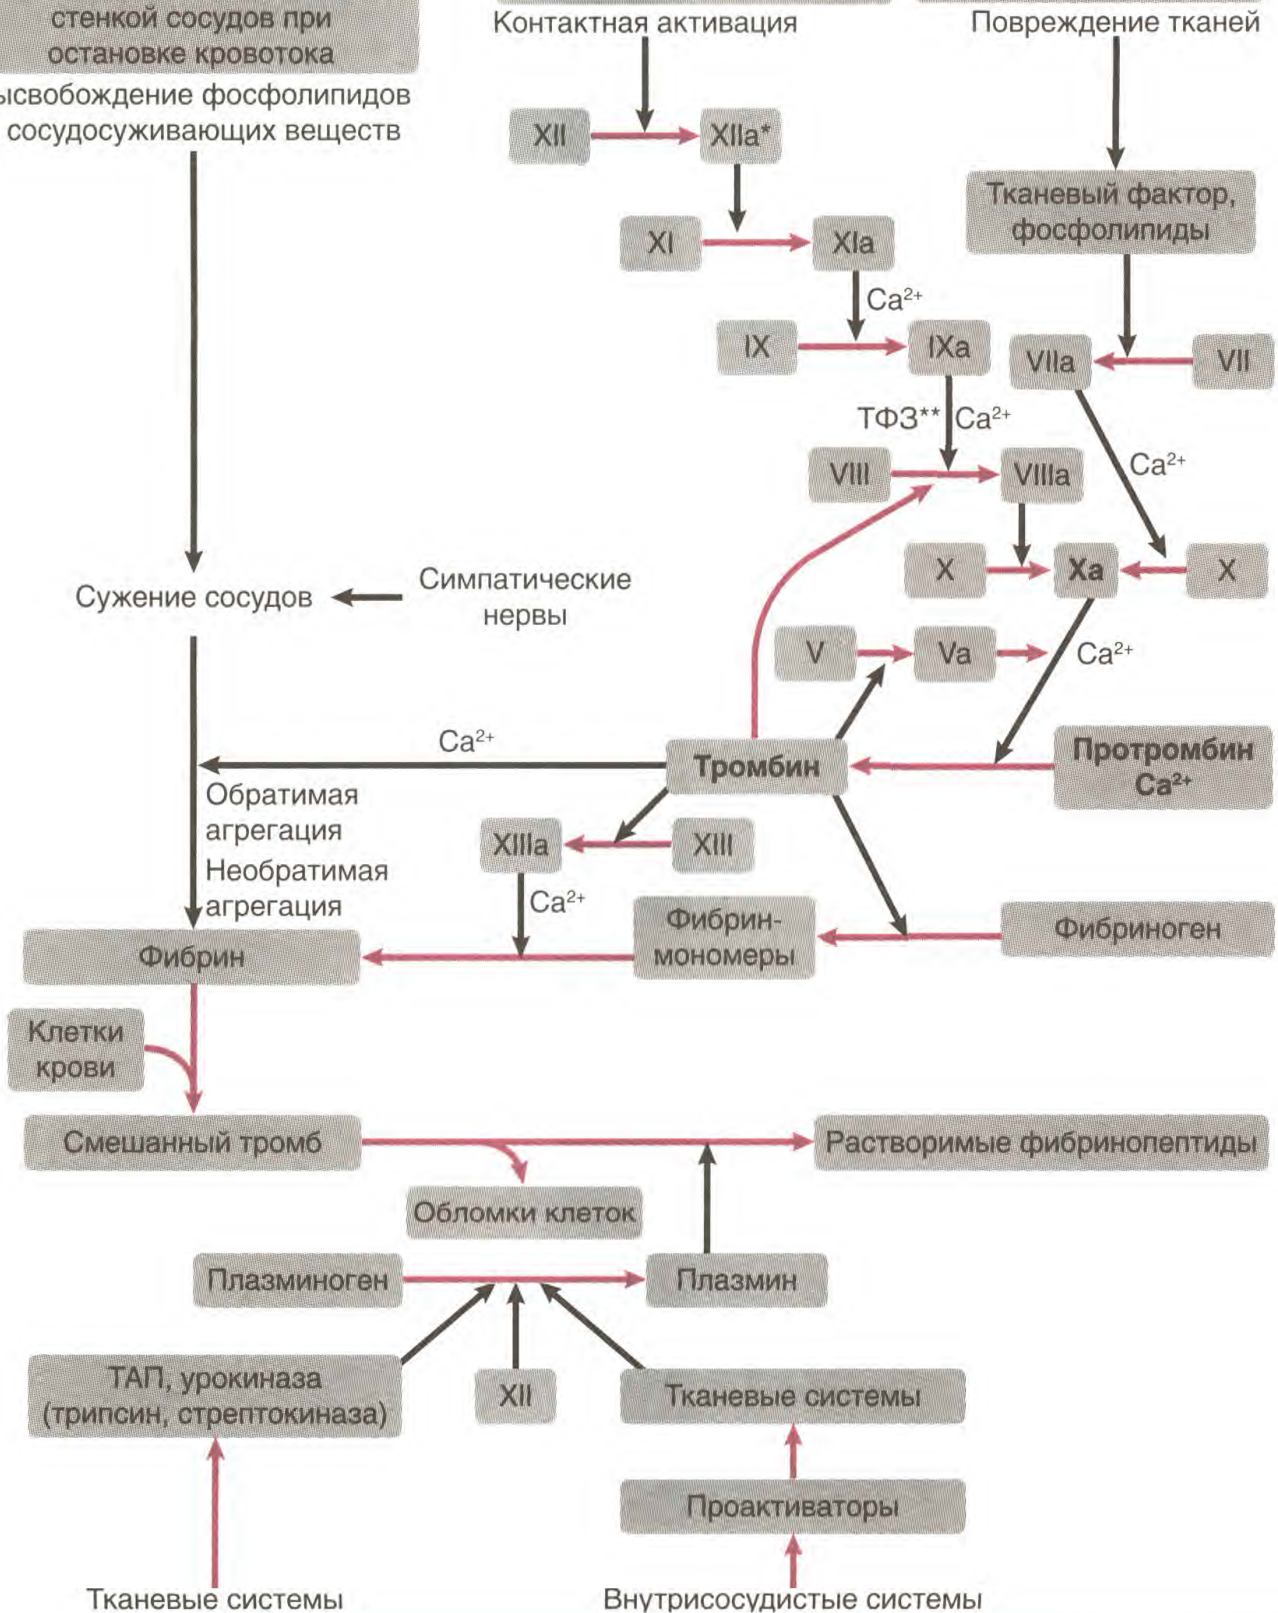 стенкой сосудов при
остановке кровотока
ысвобождение фосфолипидов
сосудосуживающих веществ
Контактная активация
Повреждение тканей
XII
XIIa*
Тканевый фактор,
фосфолипиды
XI
XIa
Ca²⁺
IX
IXa
VIIa
VII
ТФЗ**
Ca²⁺
Ca²⁺
VIII
VIIIa
X
Xa
X
Сужение сосудов
Симпатические
нервы
V
Va
Ca²⁺
Ca²⁺
Тромбин
Протромбин
Ca²⁺
Обратимая
агрегация
Необратимая
агрегация
XIIIa
XIII
Ca²⁺
Фибрин
Фибрин-
мономеры
Фибриноген
Клетки
крови
Смешанный тромб
Растворимые фибринопептиды
Обломки клеток
Плазминоген
Плазмин
ТАП, урокиназа
(трипсин, стрептокиназа)
XII
Тканевые системы
Проактиваторы
Тканевые системы
Внутрисосудистые системы